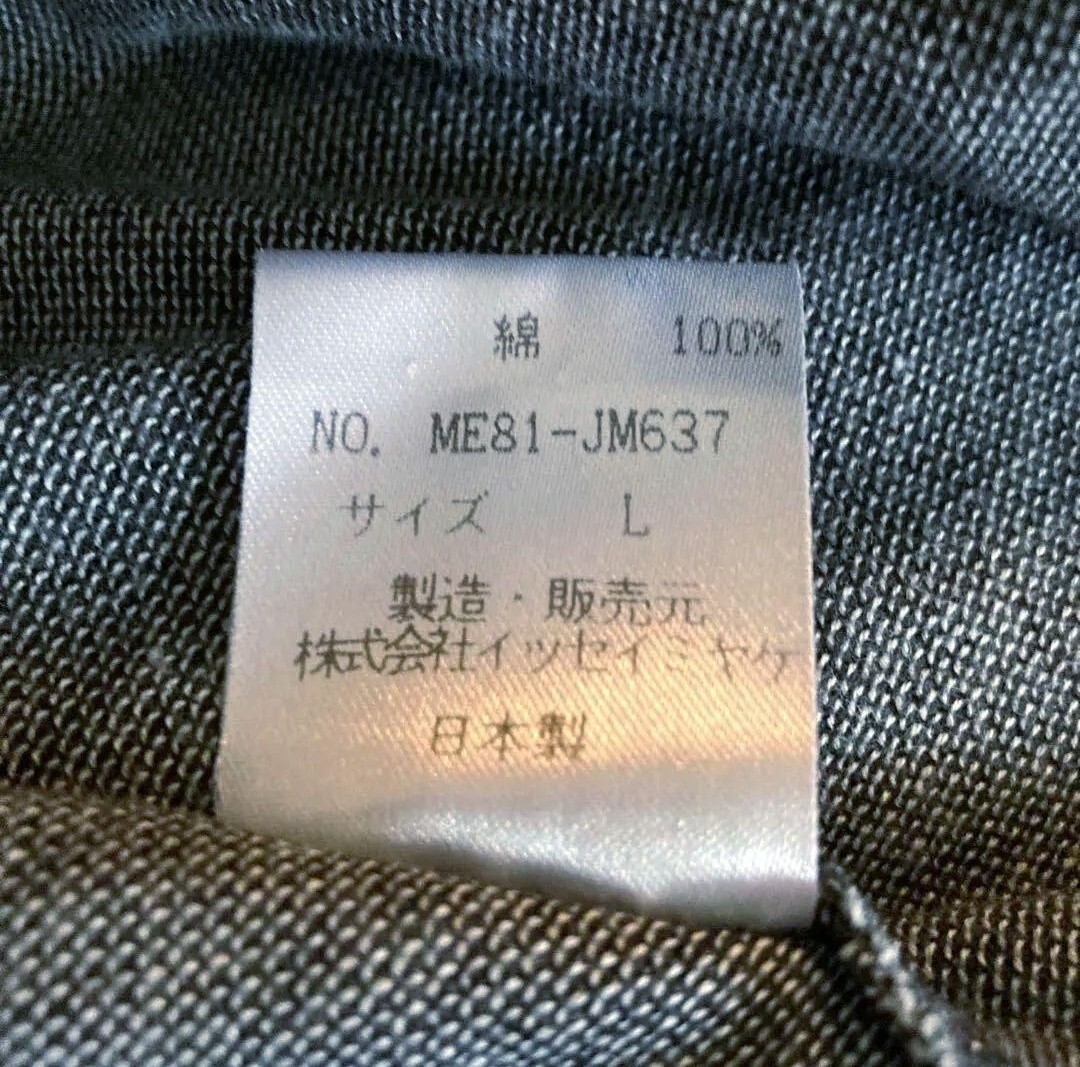 綿 100%
NO. ME81-JM637
サイズ L
製造・販売元
株式会社イッセイミヤケ
日本製